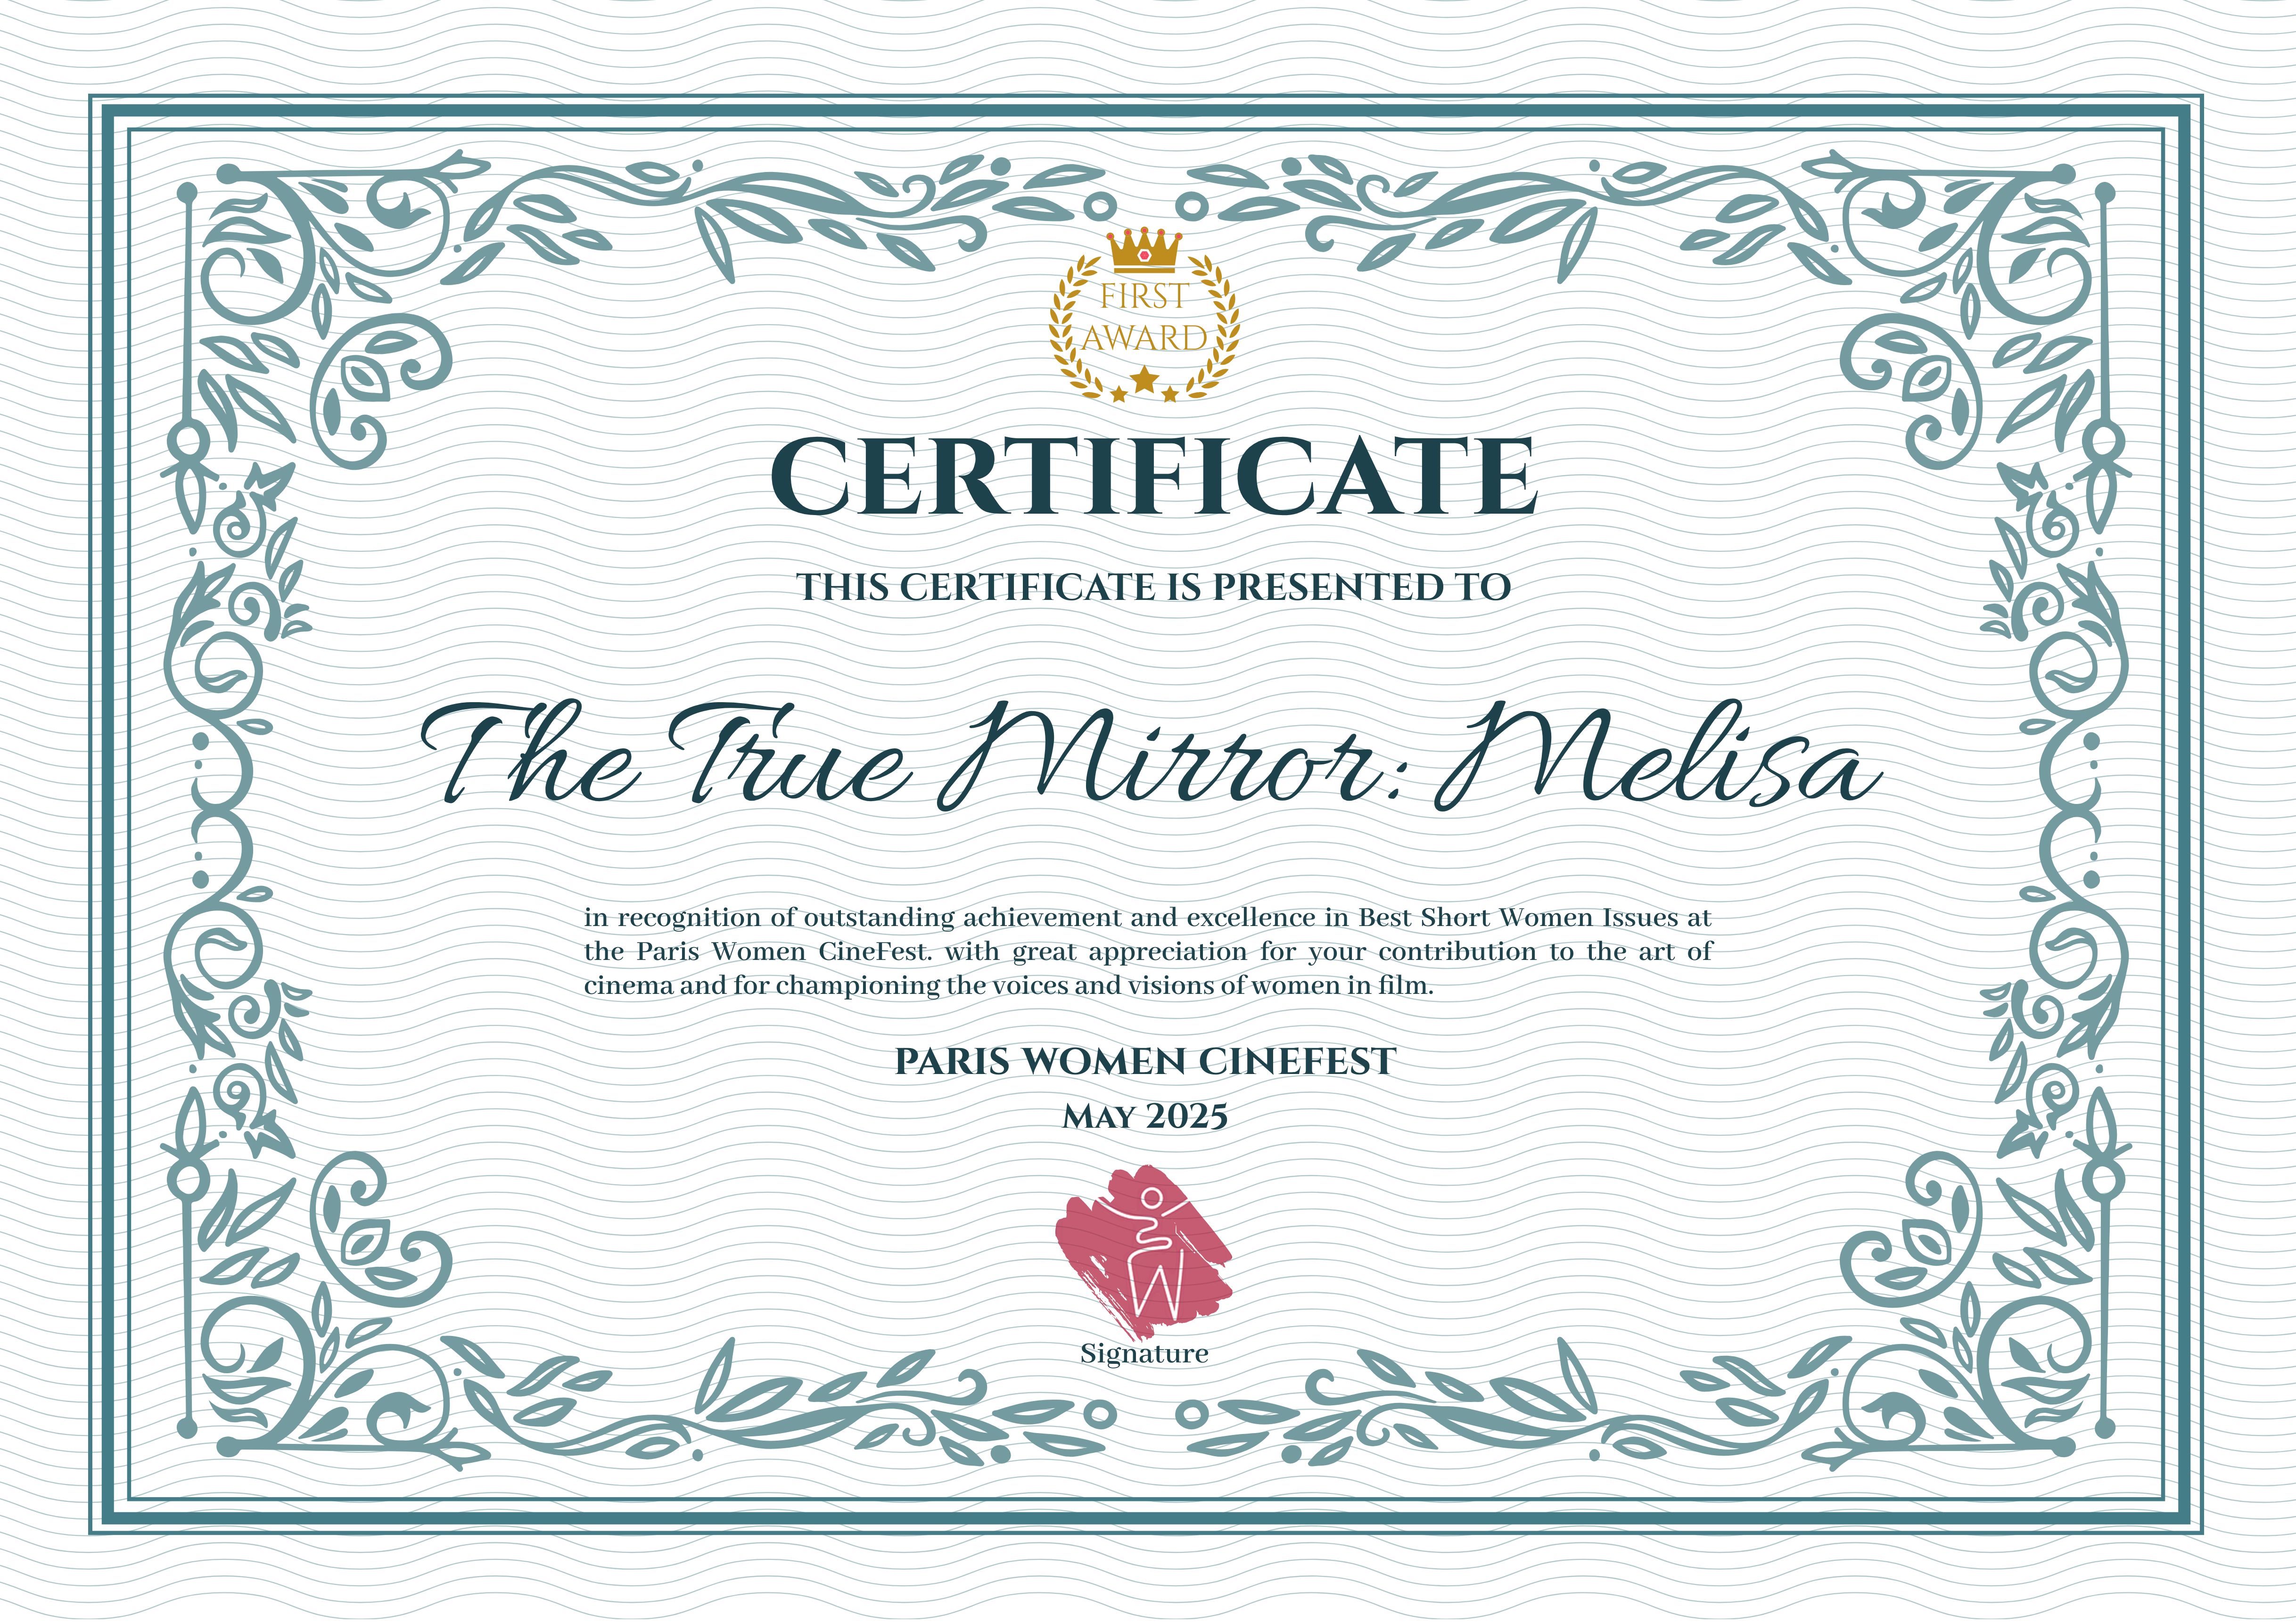 FIRST
AWARD
CERTIFICATE
THIS CERTIFICATE IS PRESENTED TO
The True Mirror: Melisa
in recognition of outstanding achievement and excellence in Best Short Women Issues at
the Paris Women CineFest. with great appreciation for your contribution to the art of
cinema and for championing the voices and visions of women in film.
PARIS WOMEN CINEFEST
MAY 2025
W
Signature